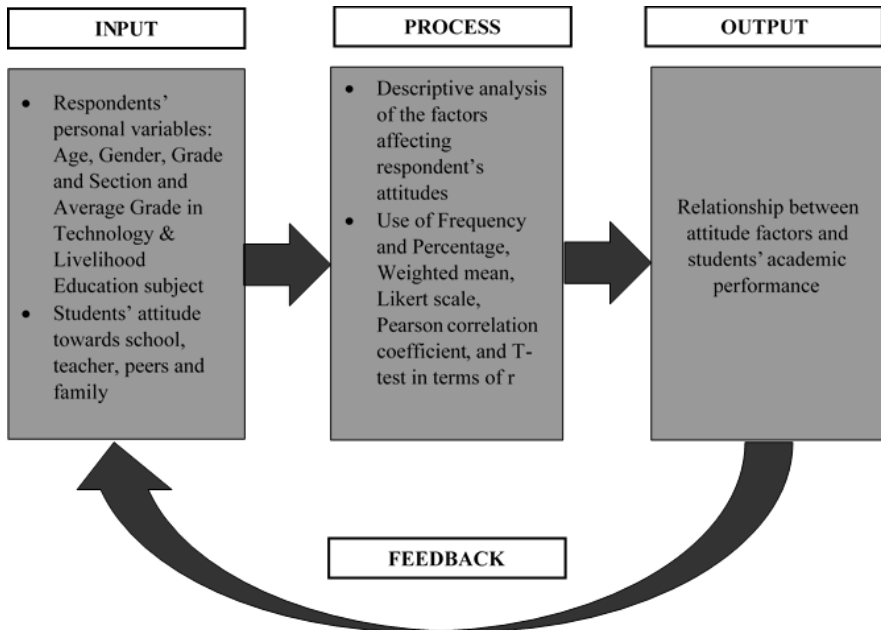 INPUT
• Respondents’
personal variables:
Age, Gender, Grade
and Section and
Average Grade in
Technology &
Livelihood
Education subject
• Students’ attitude
towards school,
teacher, peers and
family
PROCESS
• Descriptive analysis
of the factors
affecting
respondent’s
attitudes
• Use of Frequency
and Percentage,
Weighted mean,
Likert scale,
Pearson correlation
coefficient, and T-
test in terms of r
OUTPUT
Relationship between
attitude factors and
students’ academic
performance
FEEDBACK